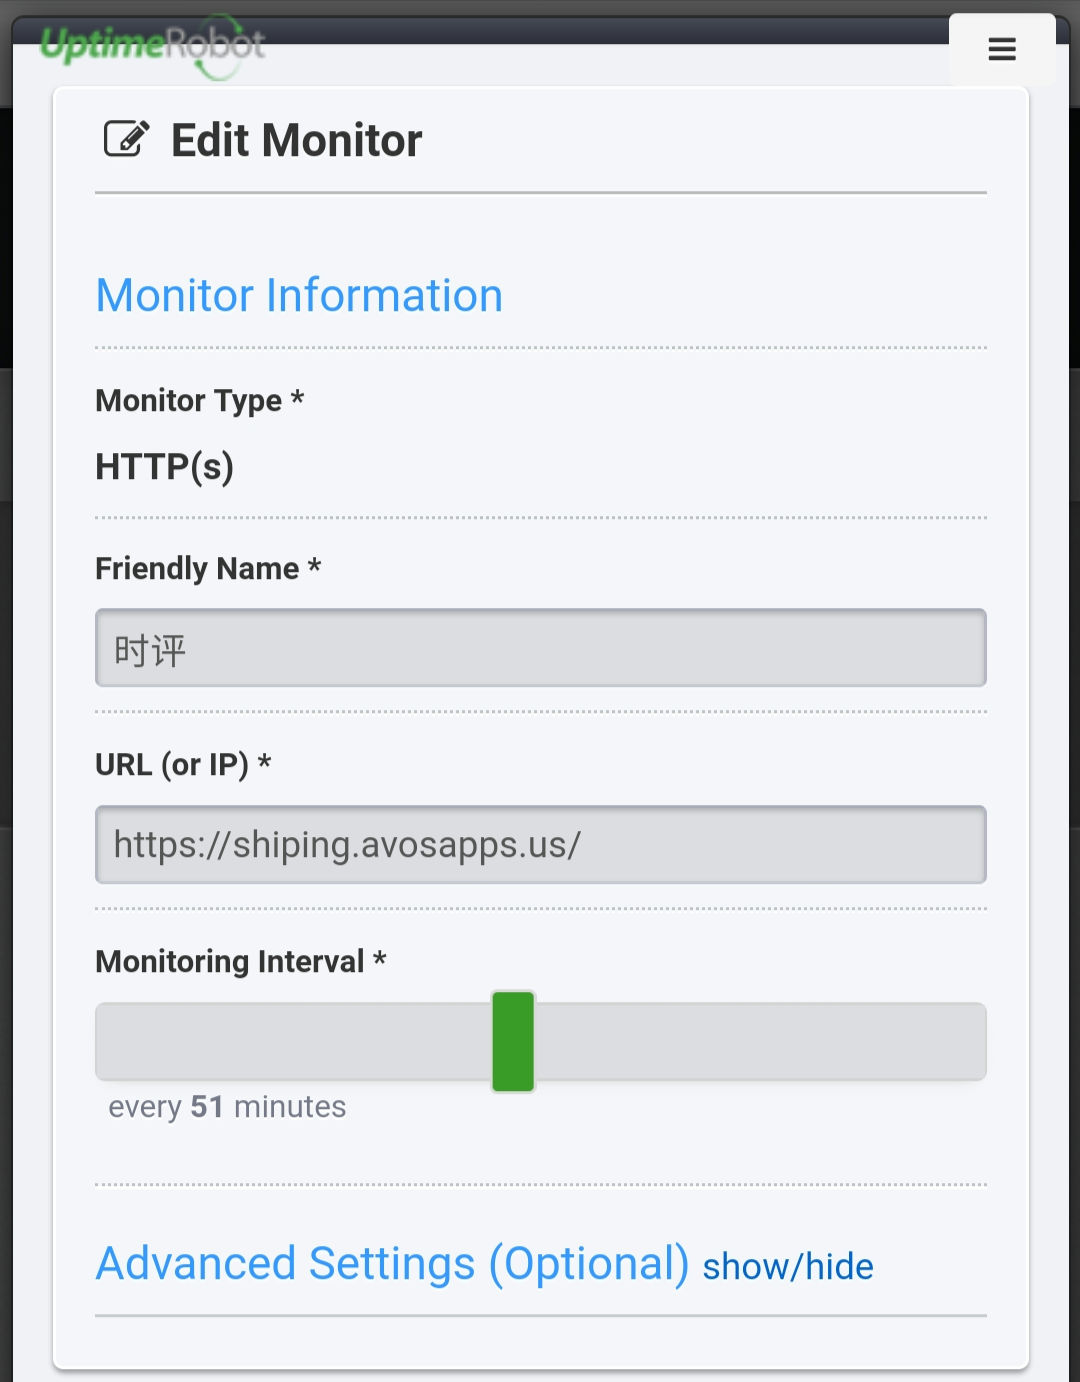 UptimeRobot
Edit Monitor
Monitor Information
Monitor Type *
HTTP(s)
Friendly Name *
时评
URL (or IP) *
https://shiping.avosapps.us/
Monitoring Interval *
every 51 minutes
Advanced Settings (Optional) show/hide